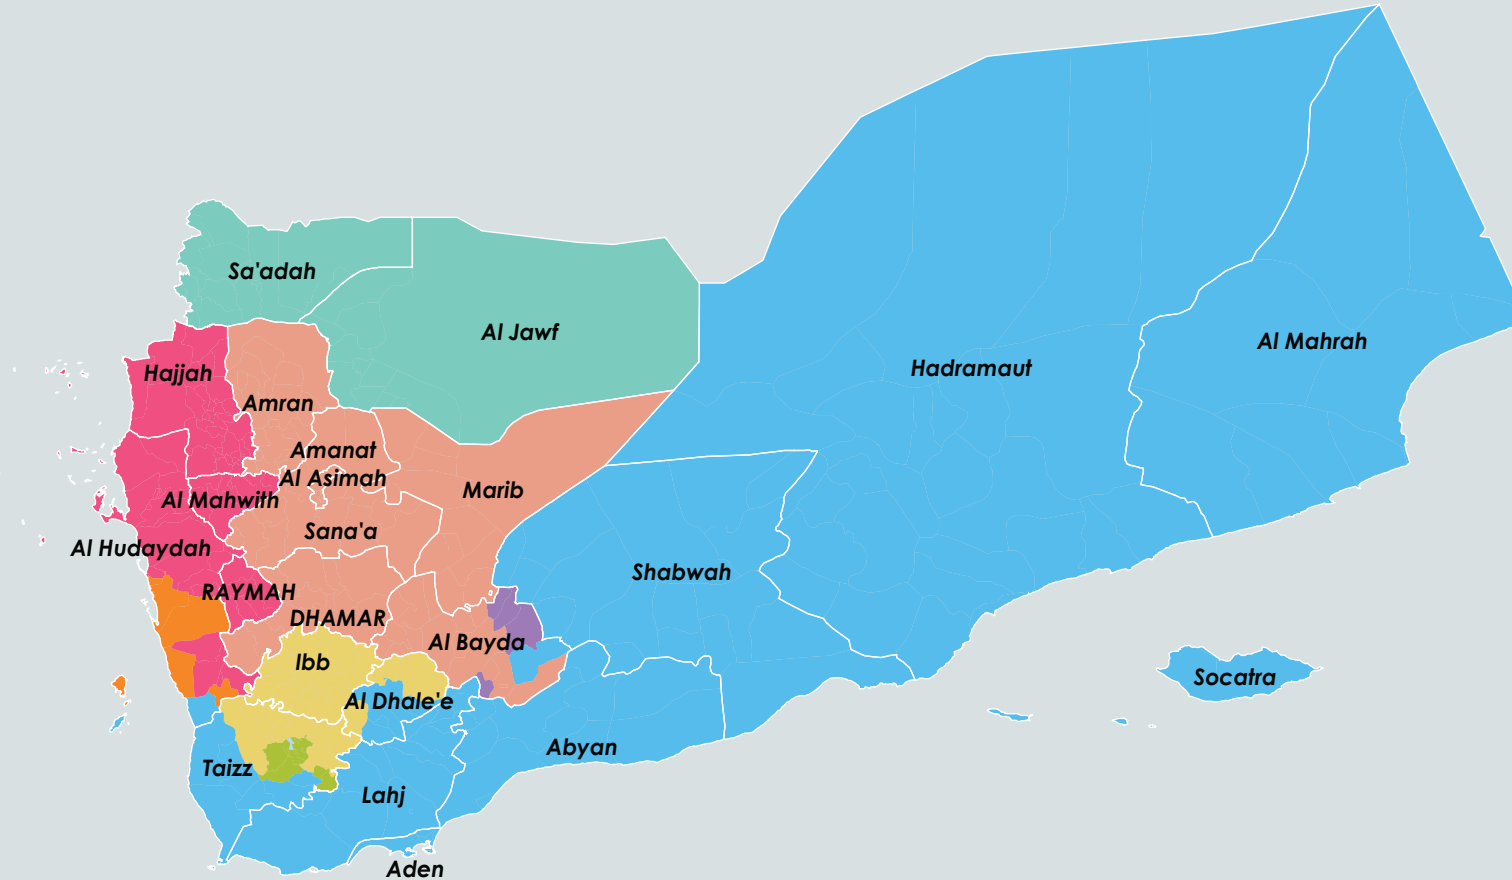 Sa'adah
Al Jawf
Al Mahrah
Hadramaut
Hajjah
Amran
Amanat
Al Asimah
Marib
Al Mahwith
Sana'a
Al Hudaydah
Shabwah
RAYMAH
DHAMAR
Al Bayda
Ibb
Socatra
Al Dhale'e
Abyan
Taizz
Lahj
Aden